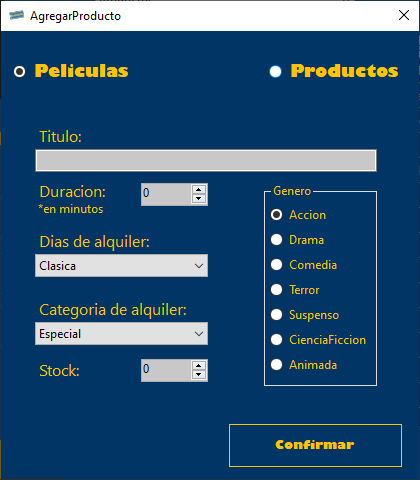 AgregarProducto
Peliculas
Productos
Titulo:
Duracion:
0
*en minutos
Dias de alquiler:
Clasica
Categoria de alquiler:
Especial
Stock:
0
Genero
Accion
Drama
Comedia
Terror
Suspenso
CienciaFiccion
Animada
Confirmar